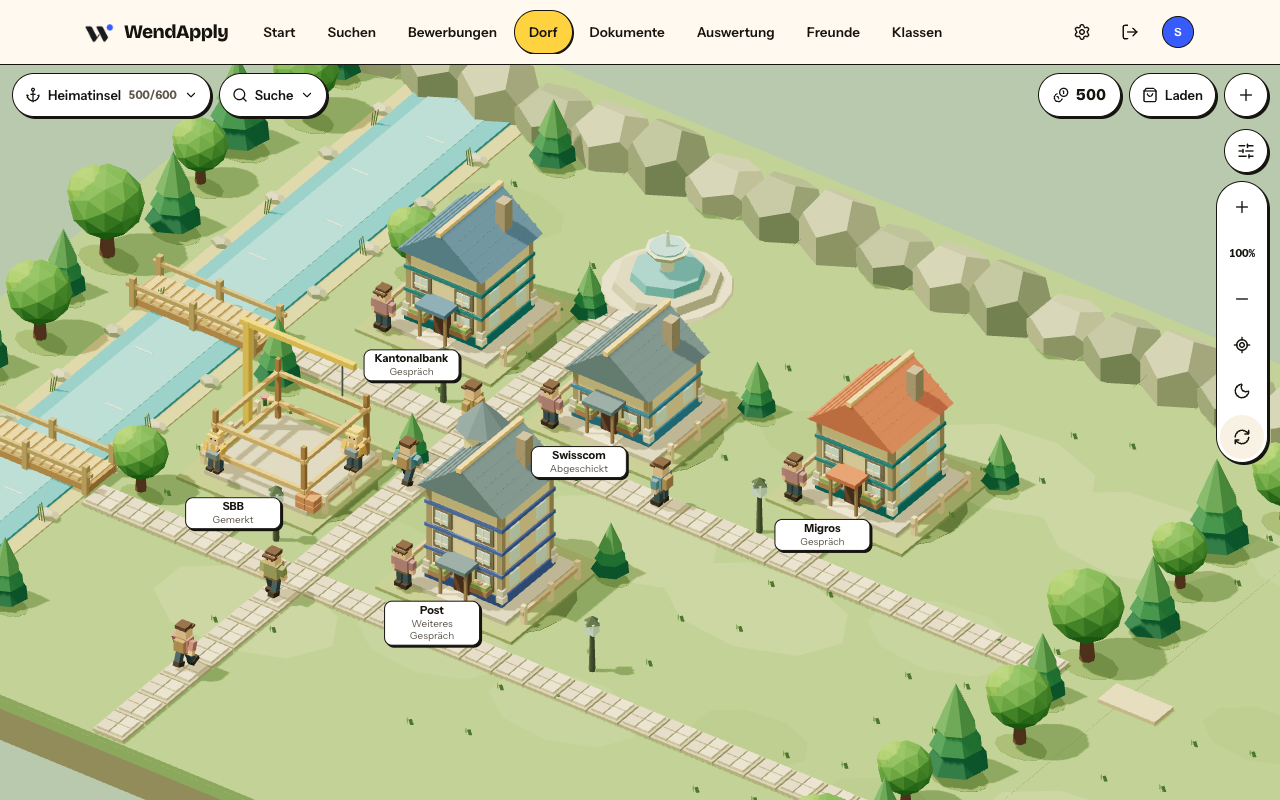 WendApply Start Suchen Bewerbungen Dorf Dokumente Auswertung Freunde Klassen S
Heimatinsel 500/600 Suche 500 Laden
100%
Kantonalbank
Gespräch
Swisscom
Abgeschickt
SBB
Gemerkt
Migros
Gespräch
Post
Weiteres
Gespräch